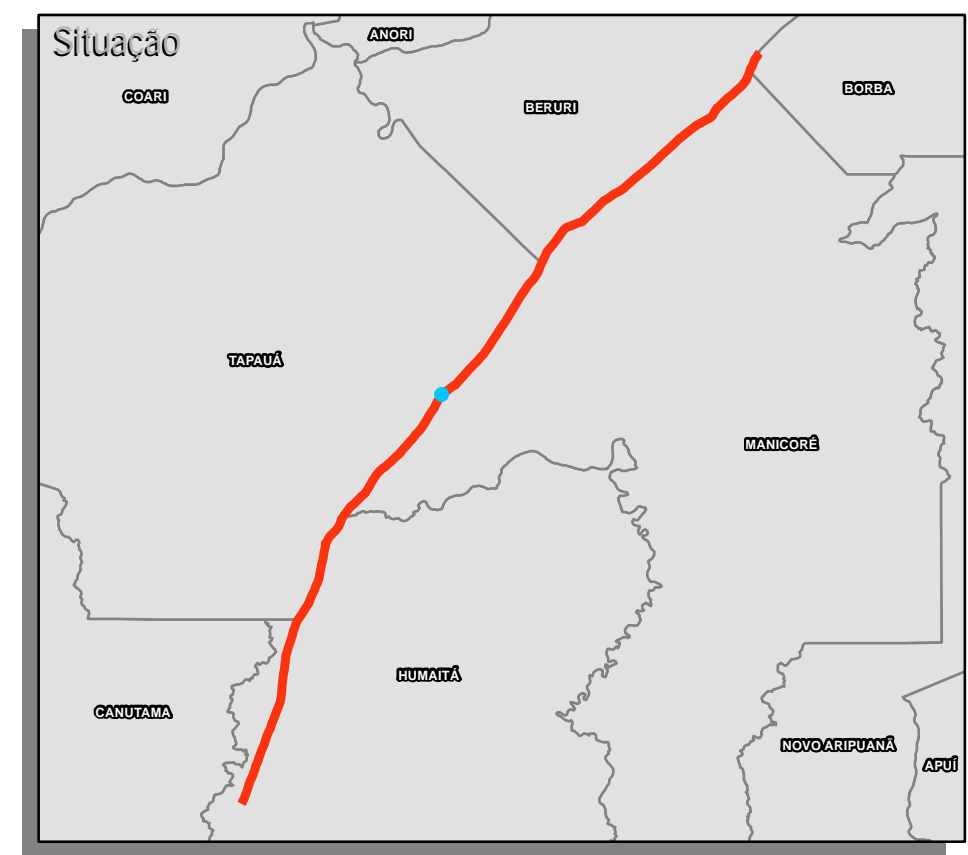 Situação
ANORI
COARI
BORBA
BERURI
TAPAUÁ
MANICORÉ
HUMAITÁ
CANUTAMA
NOVO ARIPUANÃ
APUÍ